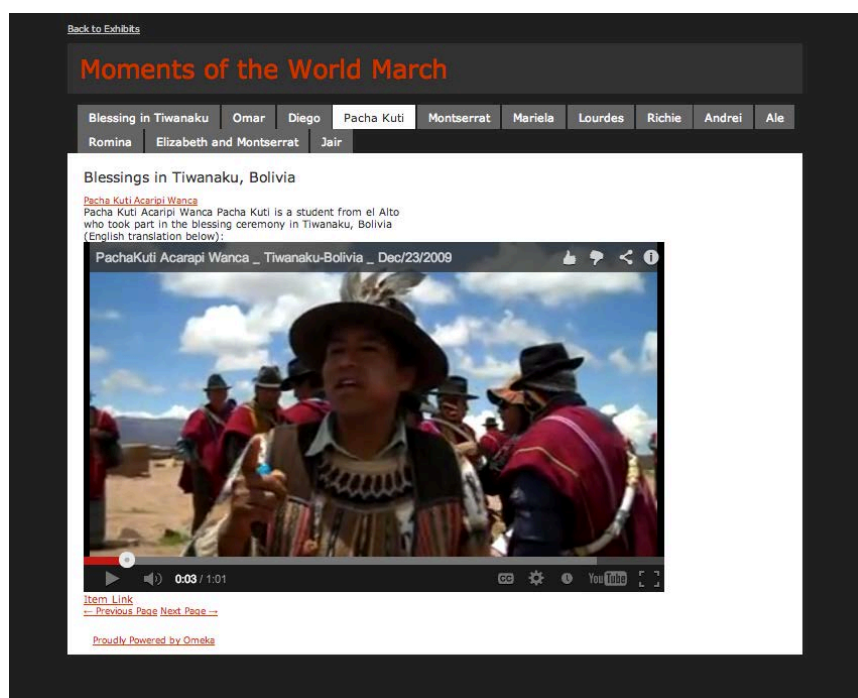 Back to Exhibits
Moments of the World March
Blessing in Tiwanaku Omar Diego Pacha Kuti Montserrat Mariela Lourdes Richie Andrei Ale
Romina Elizabeth and Montserrat Jair
Blessings in Tiwanaku, Bolivia
Pacha Kuti Acaripi Wanca
Pacha Kuti Acaripi Wanca Pacha Kuti is a student from el Alto
who took part in the blessing ceremony in Tiwanaku, Bolivia
(English translation below):
PachaKuti Acarapi Wanca _ Tiwanaku-Bolivia _ Dec/23/2009
0:03 / 1:01 CC YouTube
Item Link
← Previous Page Next Page →
Proudly Powered by Omeka